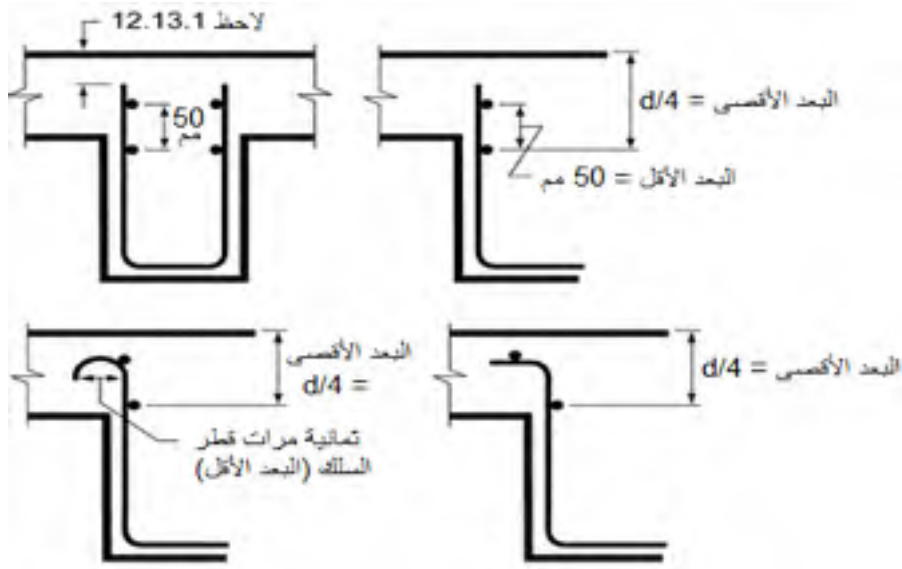 لاحظ 12.13.1
50
مم
البعد الأقصى = d/4
البعد الأقل = 50 مم
البعد الأقصى
= d/4
ثمانية مرات قطر
السلك (البعد الأقل)
البعد الأقصى = d/4